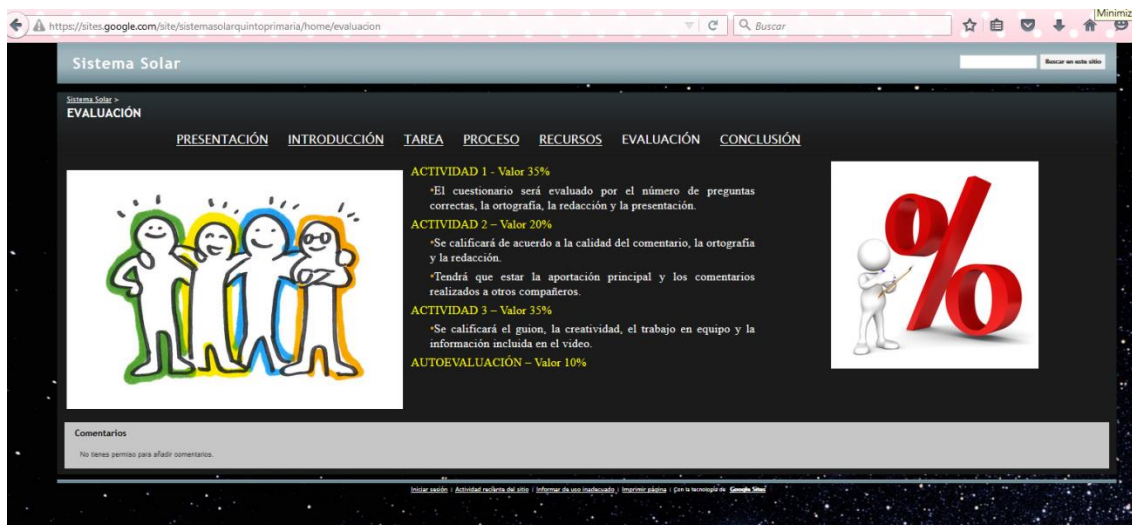 Minimiz
https://sites.google.com/site/sistemasolarquintoprimaria/home/evaluacion
Buscar
Sistema Solar
Buscar en este sitio
Sistema Solar >
EVALUACIÓN
PRESENTACIÓN INTRODUCCIÓN TAREA PROCESO RECURSOS EVALUACIÓN CONCLUSIÓN
ACTIVIDAD 1 - Valor 35%
•El cuestionario será evaluado por el número de preguntas
correctas, la ortografía, la redacción y la presentación.
ACTIVIDAD 2 – Valor 20%
•Se calificará de acuerdo a la calidad del comentario, la ortografía
y la redacción.
•Tendrá que estar la aportación principal y los comentarios
realizados a otros compañeros.
ACTIVIDAD 3 – Valor 35%
•Se calificará el guion, la creatividad, el trabajo en equipo y la
información incluida en el video.
AUTOEVALUACIÓN – Valor 10%
%
Comentarios
No tienes permiso para añadir comentarios.
Iniciar sesión | Actividad reciente del sitio | Informar de uso inadecuado | Imprimir página | Con la tecnología de Google Sites